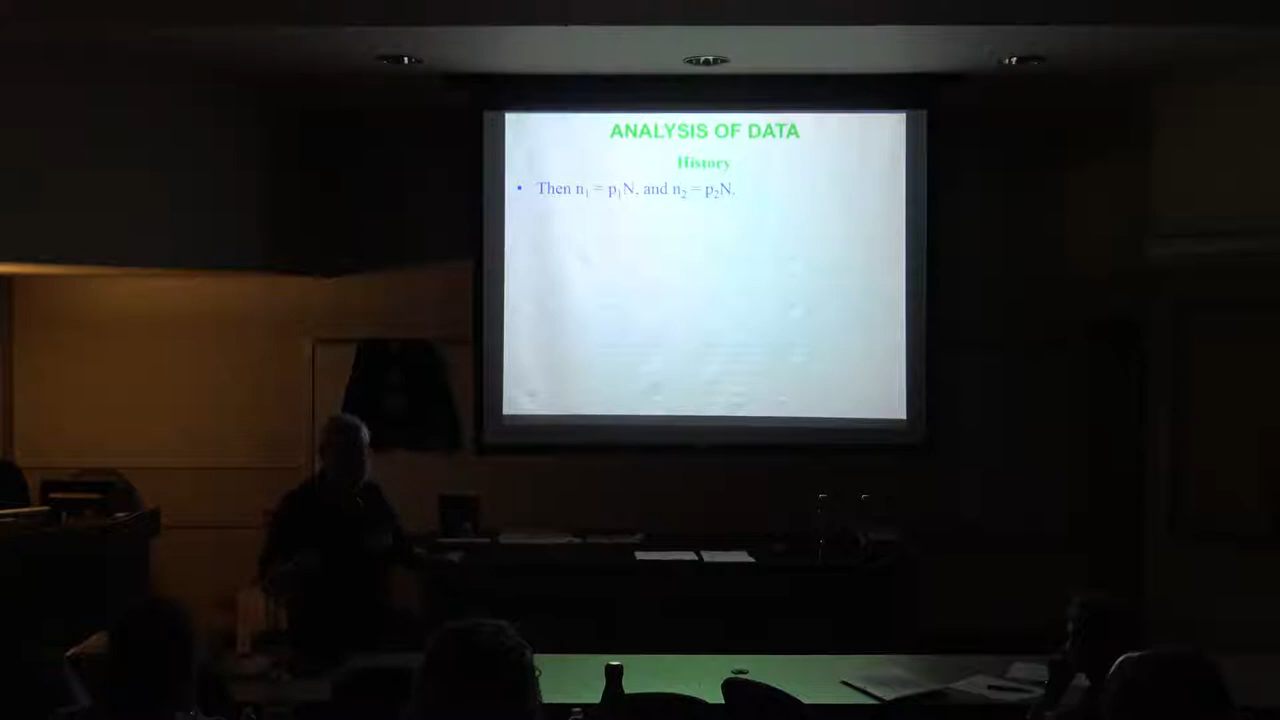 ANALYSIS OF DATA
History
• Then n₁ = p₁N, and n₂ = p₂N.